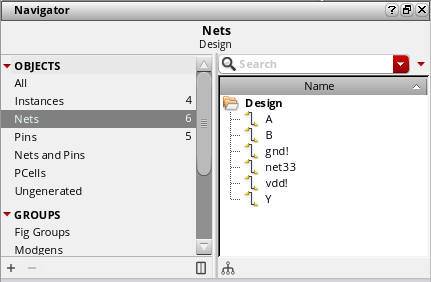 Navigator
Nets
Design
OBJECTS
All
Instances 4
Nets 6
Pins 5
Nets and Pins
PCells
Ungenerated
GROUPS
Fig Groups
Modgens
Search
Name
Design
A
B
gnd!
net33
vdd!
Y